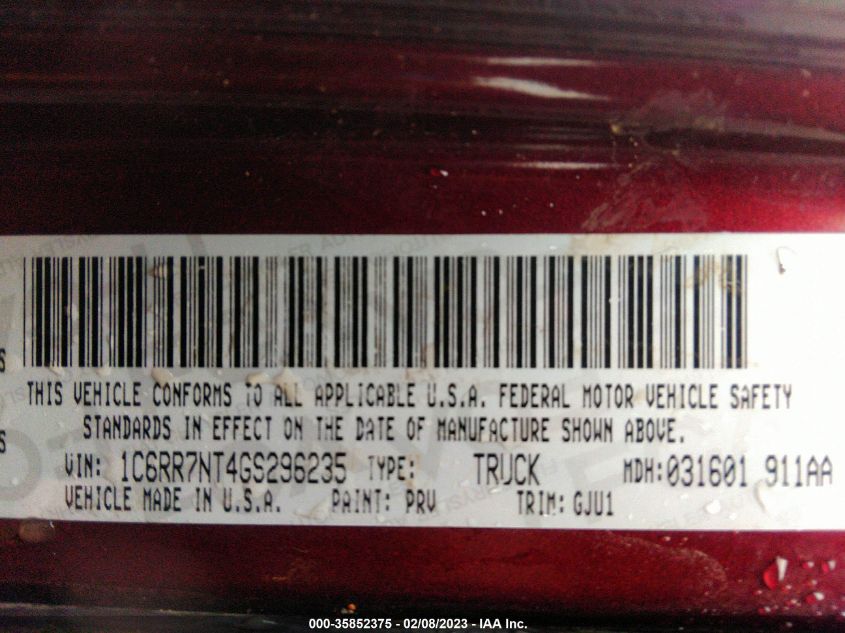 THIS VEHICLE CONFORMS TO ALL APPLICABLE U.S.A. FEDERAL MOTOR VEHICLE SAFETY
STANDARDS IN EFFECT ON THE DATE OF MANUFACTURE SHOWN ABOVE.
VIN: 1C6RR7NT4GS296235 TYPE: TRUCK MDH:031601 911AA
VEHICLE MADE IN U.S.A. PAINT: PRV TRIM: GJU1
000-35852375 - 02/08/2023 - IAA Inc.